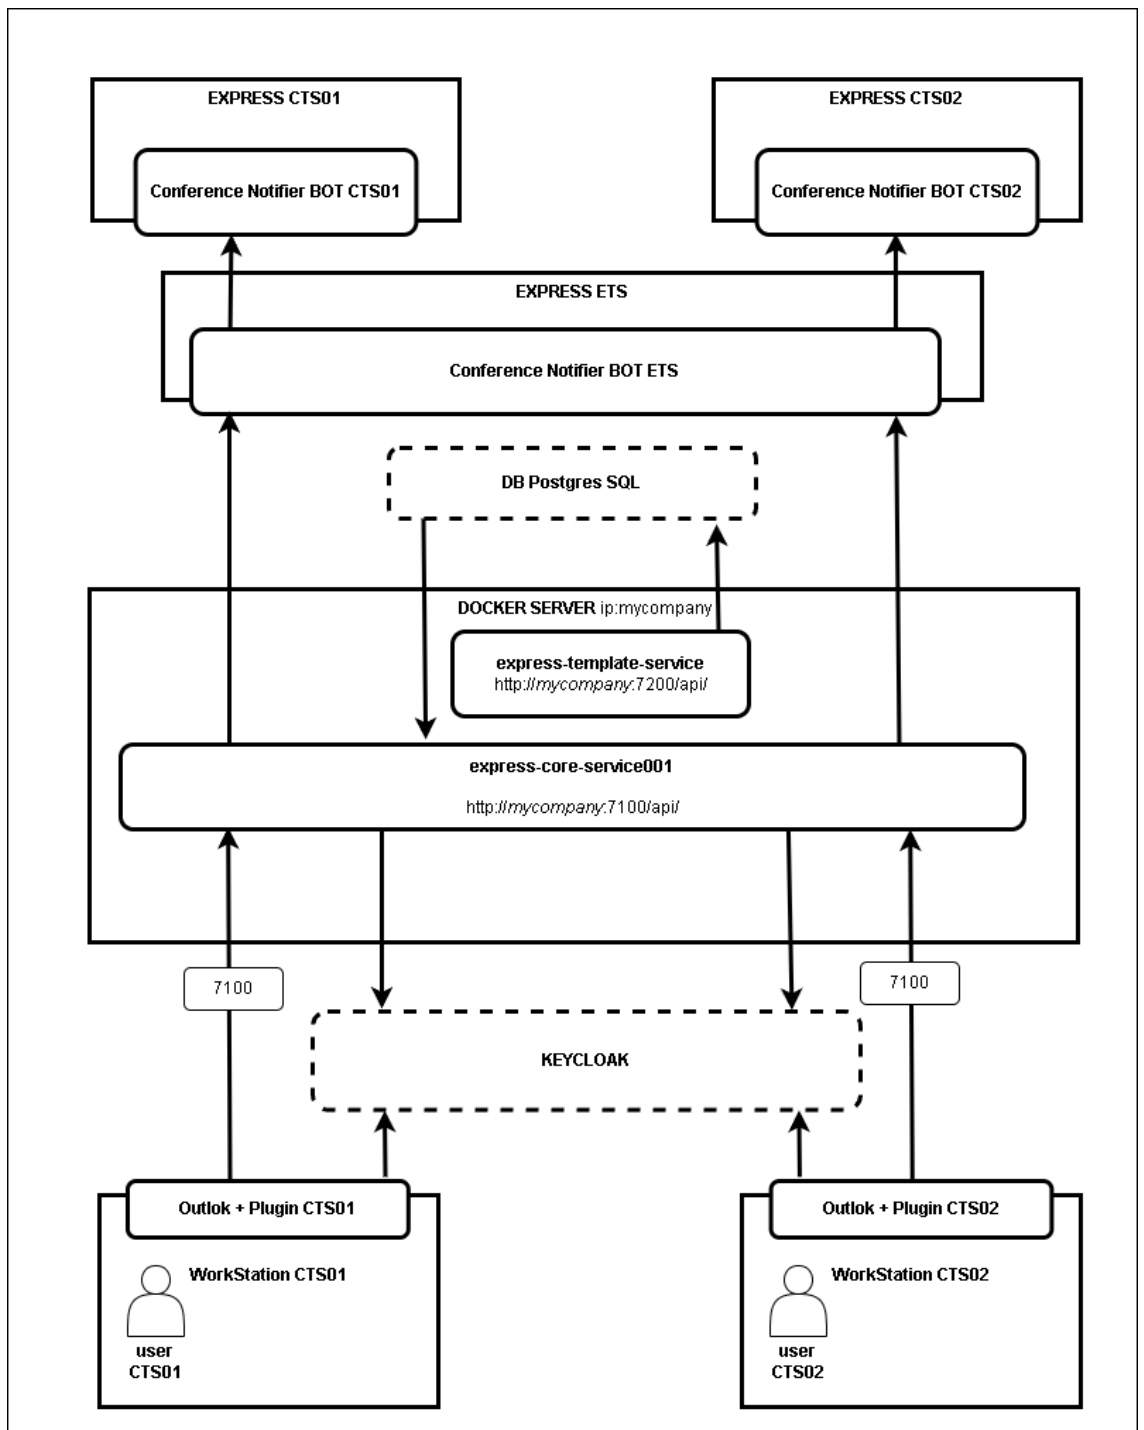 EXPRESS CTS01
EXPRESS CTS02
Conference Notifier BOT CTS01
Conference Notifier BOT CTS02
EXPRESS ETS
Conference Notifier BOT ETS
DB Postgres SQL
DOCKER SERVER ip:mycompany
express-template-service
http://mycompany:7200/api/
express-core-service001
http://mycompany:7100/api/
7100
7100
KEYCLOAK
Outlok + Plugin CTS01
Outlok + Plugin CTS02
WorkStation CTS01
WorkStation CTS02
user
CTS01
user
CTS02